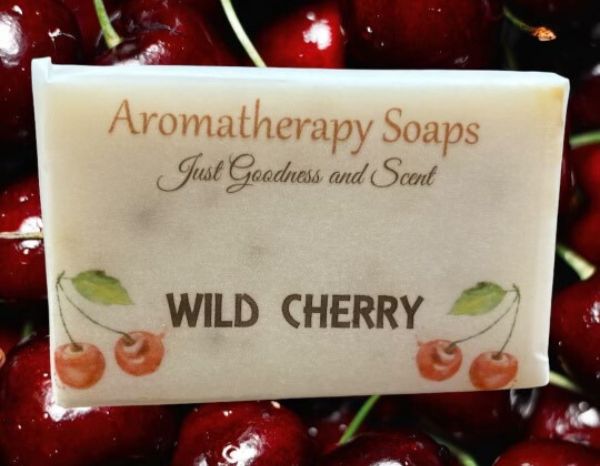 Aromatherapy Soaps
Just Goodness and Scent
WILD CHERRY